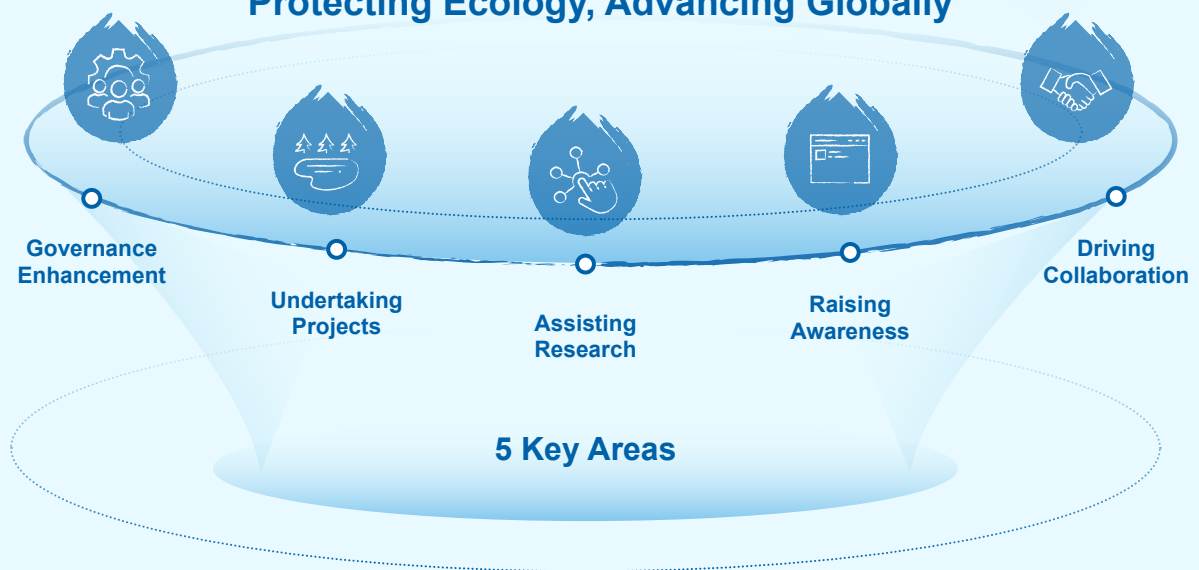 Protecting Ecology, Advancing Globally
Governance
Enhancement
Undertaking
Projects
Assisting
Research
Raising
Awareness
Driving
Collaboration
5 Key Areas